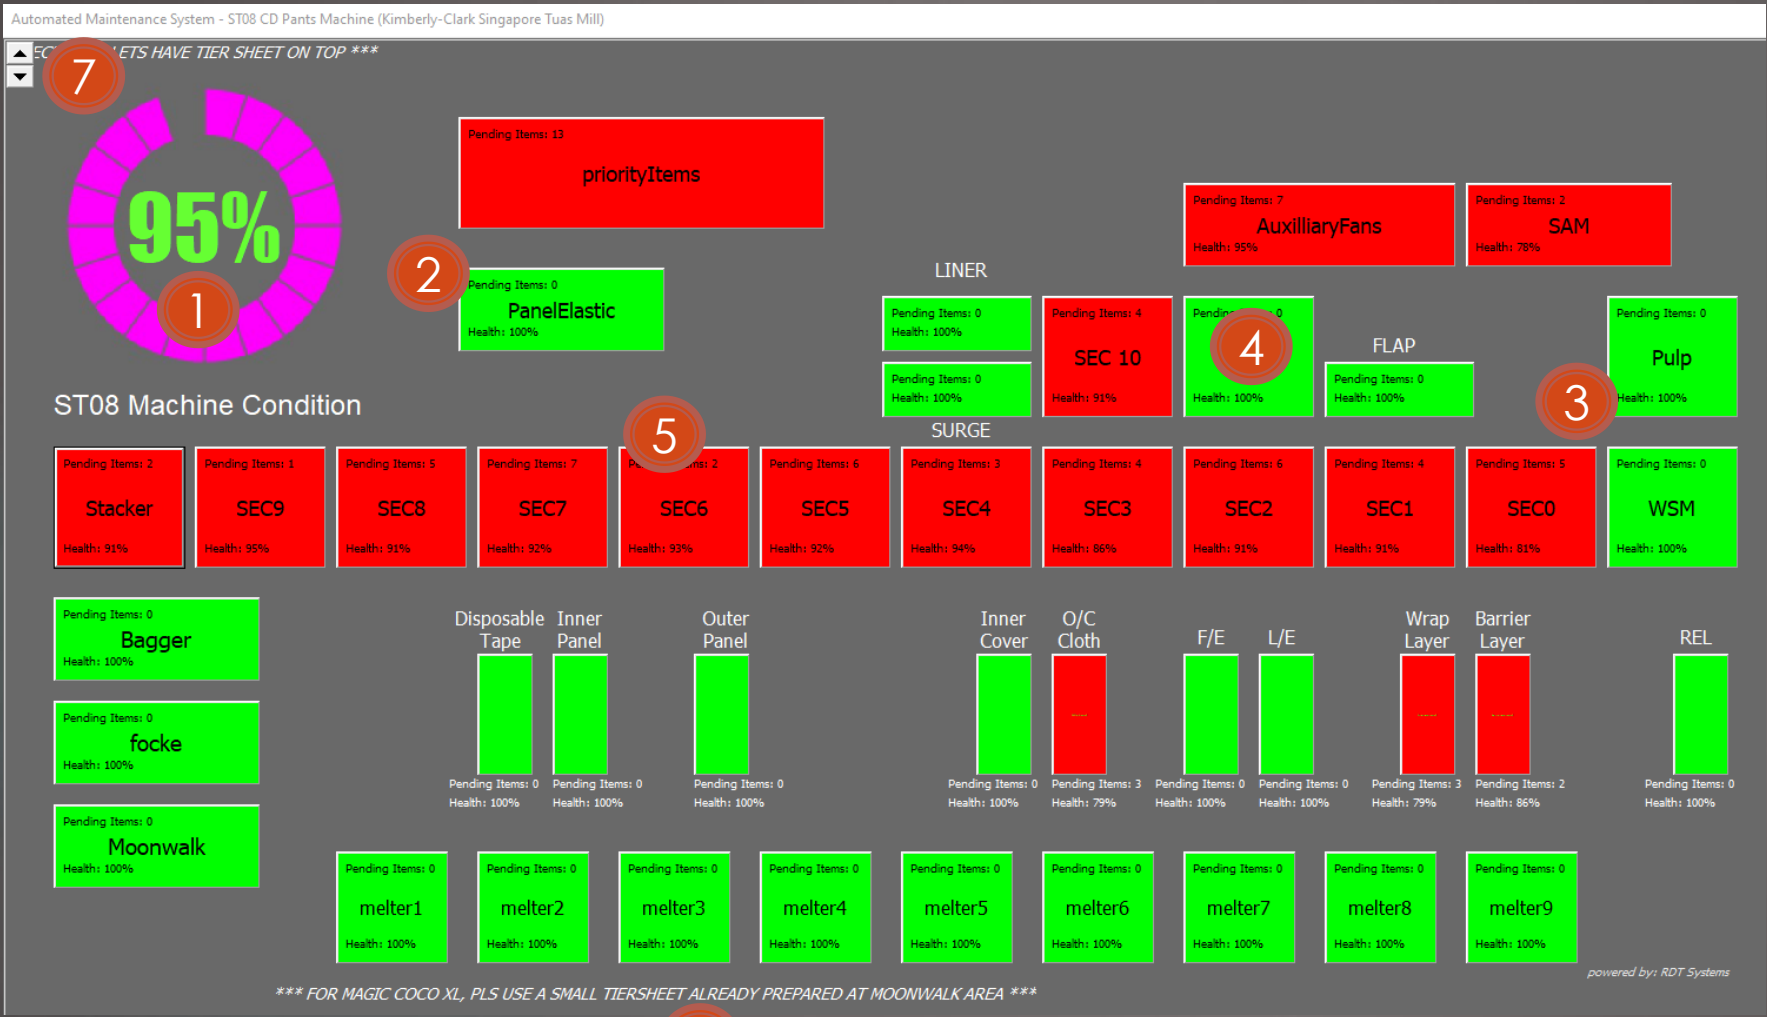 Automated Maintenance System - ST08 CD Pants Machine (Kimberly-Clark Singapore Tuas Mill)
HAVE TIER SHEET ON TOP ***
7
95%
1
ST08 Machine Condition
Pending Items: 13
priorityItems
2
Pending Items: 0
PanelElastic
Health: 100%
Pending Items: 7
AuxilliaryFans
Health: 95%
Pending Items: 2
SAM
Health: 78%
LINER
Pending Items: 0
Health: 100%
Pending Items: 0
Health: 100%
SURGE
Pending Items: 4
SEC 10
Health: 91%
0
4
Health: 100%
FLAP
Pending Items: 0
Health: 100%
3
Pending Items: 0
Pulp
Health: 100%
5
Pending Items: 2
Stacker
Health: 91%
Pending Items: 1
SEC9
Health: 95%
Pending Items: 5
SEC8
Health: 91%
Pending Items: 7
SEC7
Health: 92%
2
SEC6
Health: 93%
Pending Items: 6
SEC5
Health: 92%
Pending Items: 3
SEC4
Health: 94%
Pending Items: 4
SEC3
Health: 86%
Pending Items: 6
SEC2
Health: 91%
Pending Items: 4
SEC1
Health: 91%
Pending Items: 5
SEC0
Health: 81%
Pending Items: 0
WSM
Health: 100%
Pending Items: 0
Bagger
Health: 100%
Pending Items: 0
focke
Health: 100%
Pending Items: 0
Moonwalk
Health: 100%
Disposable
Tape
Pending Items: 0
Health: 100%
Inner
Panel
Pending Items: 0
Health: 100%
Outer
Panel
Pending Items: 0
Health: 100%
Inner
Cover
Pending Items: 0
Health: 100%
O/C
Cloth
Pending Items: 3
Health: 79%
F/E
Pending Items: 0
Health: 100%
L/E
Pending Items: 0
Health: 100%
Wrap
Layer
Pending Items: 3
Health: 79%
Barrier
Layer
Pending Items: 2
Health: 86%
REL
Pending Items: 0
Health: 100%
Pending Items: 0
melter1
Health: 100%
Pending Items: 0
melter2
Health: 100%
Pending Items: 0
melter3
Health: 100%
Pending Items: 0
melter4
Health: 100%
Pending Items: 0
melter5
Health: 100%
Pending Items: 0
melter6
Health: 100%
Pending Items: 0
melter7
Health: 100%
Pending Items: 0
melter8
Health: 100%
Pending Items: 0
melter9
Health: 100%
powered by: RDT Systems
*** FOR MAGIC COCO XL, PLS USE A SMALL TIERSHEET ALREADY PREPARED AT MOONWALK AREA ***